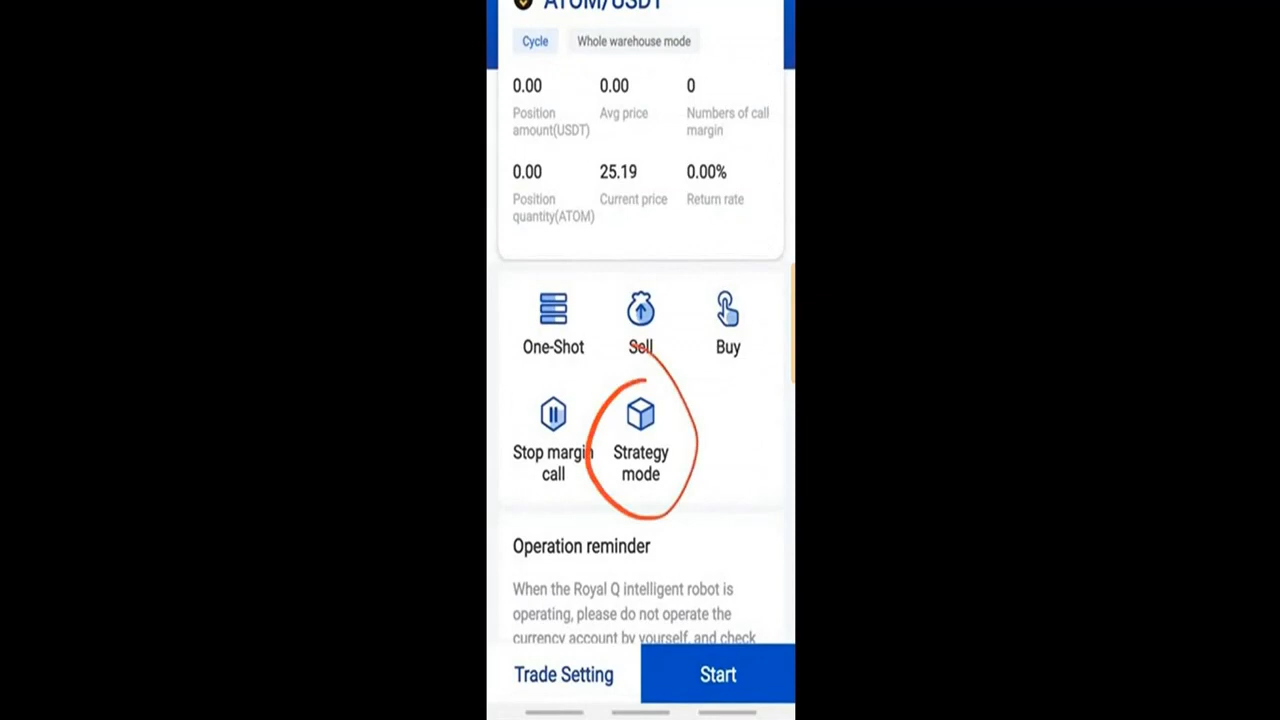 ATOM/USDT
Cycle Whole warehouse mode
0.00 0.00 0
Position amount(USDT) Avg price Numbers of call margin
0.00 25.19 0.00%
Position quantity(ATOM) Current price Return rate
One-Shot Sell Buy
Stop margin call Strategy mode
Operation reminder
When the Royal Q intelligent robot is
operating, please do not operate the
currency account by yourself, and check
Trade Setting Start